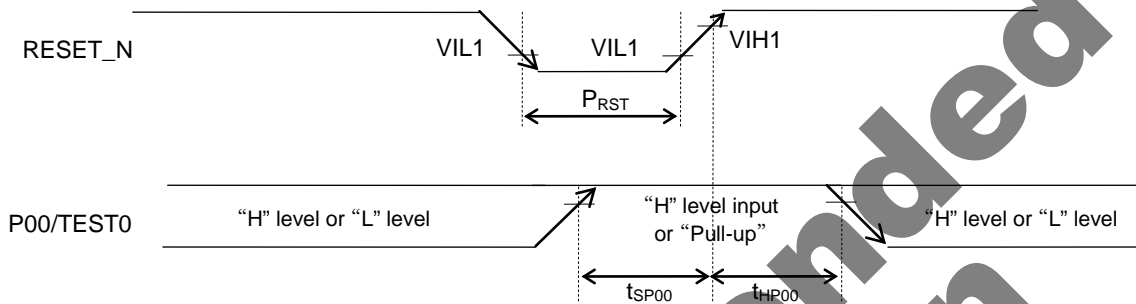 RESET_N
VIL1
VIL1
VIH1
PRST
P00/TEST0
“H” level or “L” level
“H” level input
or “Pull-up”
“H” level or “L” level
tSP00
tHP00
ended